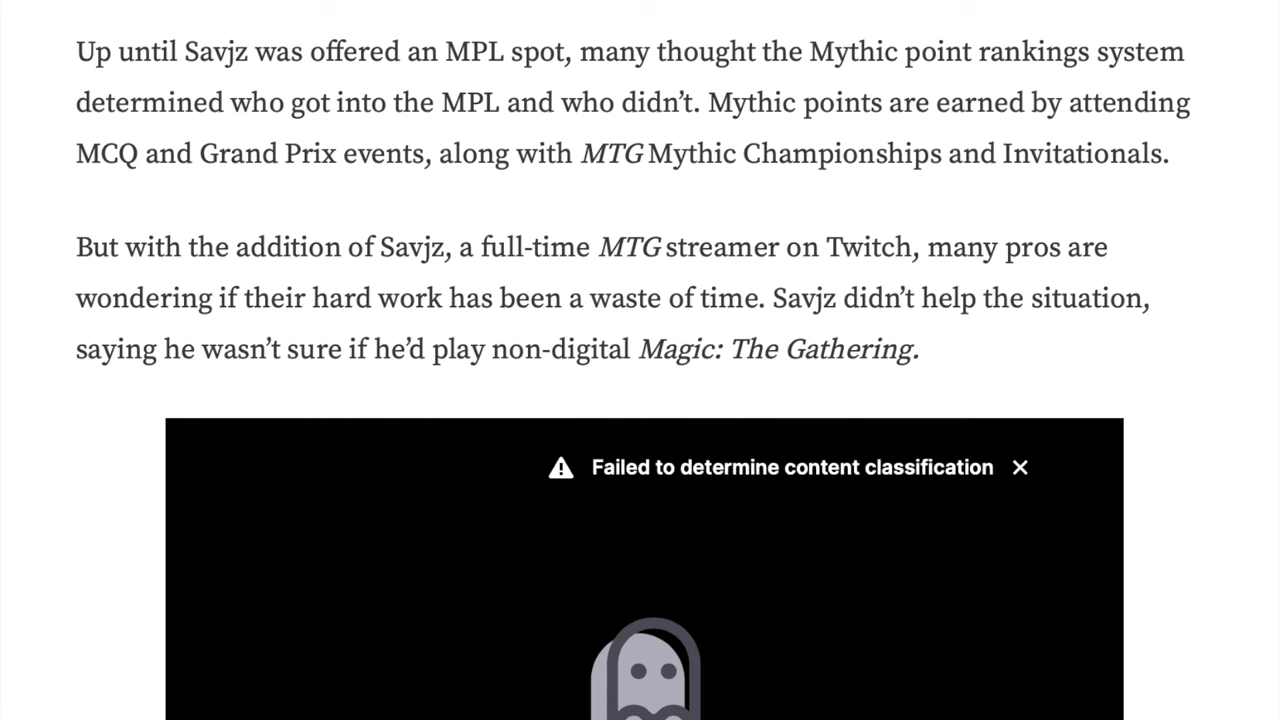 Up until Savjz was offered an MPL spot, many thought the Mythic point rankings system
determined who got into the MPL and who didn’t. Mythic points are earned by attending
MCQ and Grand Prix events, along with MTG Mythic Championships and Invitationals.
But with the addition of Savjz, a full-time MTG streamer on Twitch, many pros are
wondering if their hard work has been a waste of time. Savjz didn’t help the situation,
saying he wasn’t sure if he’d play non-digital Magic: The Gathering.
Failed to determine content classification